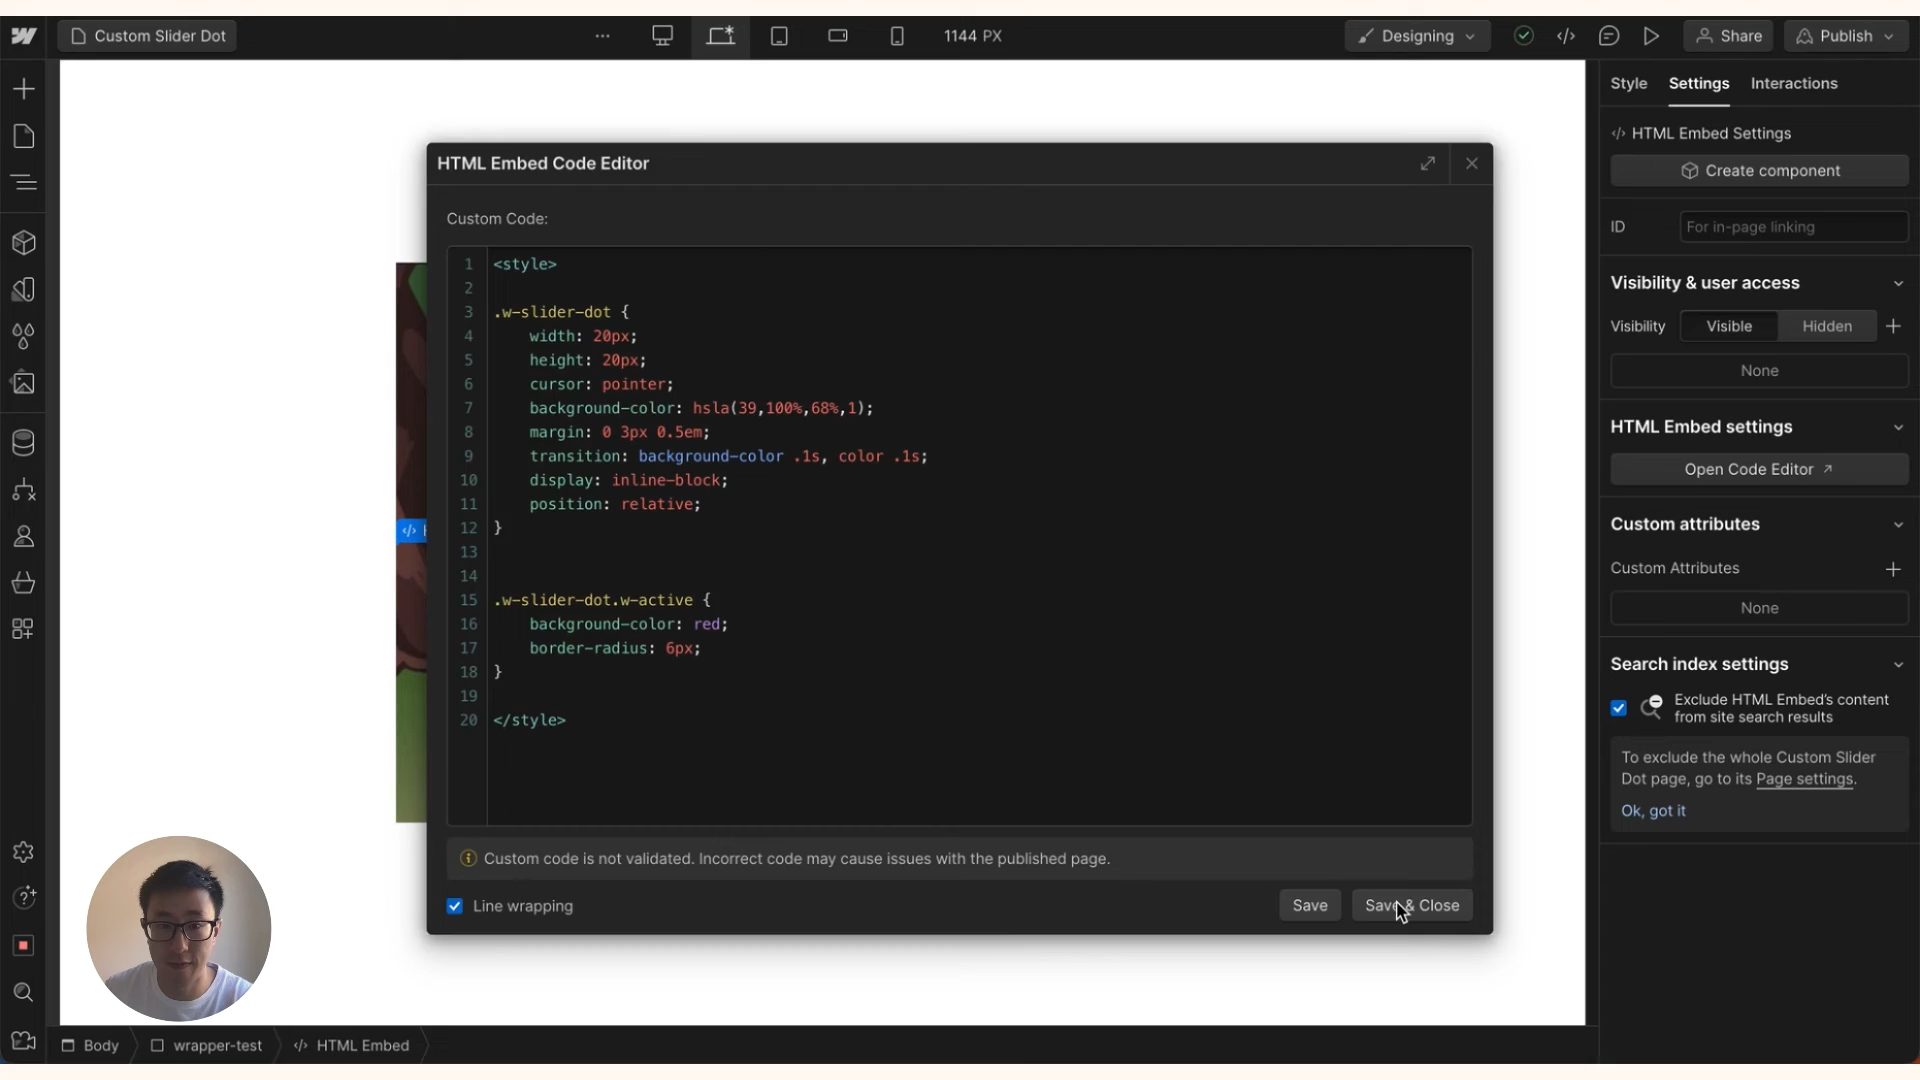 Custom Slider Dot
1144 PX
Designing
Share
Publish
Style Settings Interactions
HTML Embed Settings
Create component
ID For in-page linking
Visibility & user access
Visibility Visible Hidden
None
HTML Embed settings
Open Code Editor
Custom attributes
Custom Attributes
None
Search index settings
Exclude HTML Embed's content
from site search results
To exclude the whole Custom Slider
Dot page, go to its Page settings.
Ok, got it
HTML Embed Code Editor
Custom Code:
1 <style>
2
3 .w-slider-dot {
4 width: 20px;
5 height: 20px;
6 cursor: pointer;
7 background-color: hsla(39,100%,68%,1);
8 margin: 0 3px 0.5em;
9 transition: background-color .1s, color .1s;
10 display: inline-block;
11 position: relative;
12 }
13
14
15 .w-slider-dot.w-active {
16 background-color: red;
17 border-radius: 6px;
18 }
19
20 </style>
Custom code is not validated. Incorrect code may cause issues with the published page.
Line wrapping
Save
Save & Close
Body wrapper-test </> HTML Embed